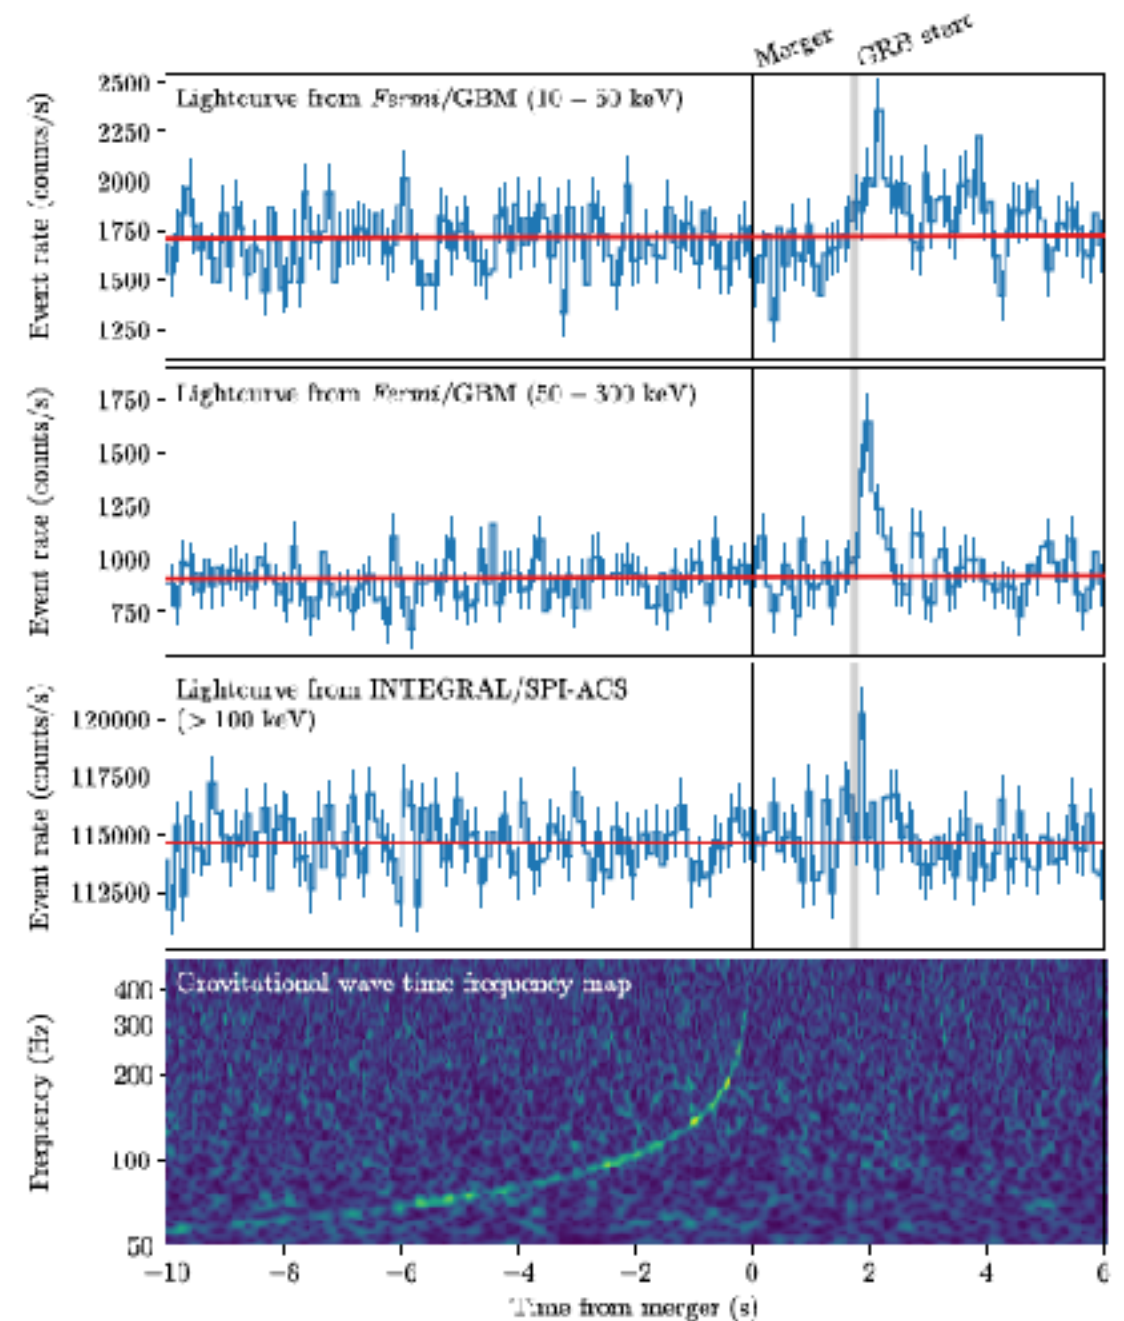 Merger GRB start
Lightcurve from Fermi/GBM (10 – 50 keV)
Event rate (counts/s)
2500
2250
2000
1750
1500
1250
Lightcurve from Fermi/GBM (50 – 300 keV)
Event rate (counts/s)
1750
1500
1250
1000
750
Lightcurve from INTEGRAL/SPI-ACS
(> 100 keV)
Event rate (counts/s)
120000
117500
115000
112500
Gravitational wave time frequency map
Frequency (Hz)
400
300
200
100
50
−10 −8 −6 −4 −2 0 2 4 6
Time from merger (s)